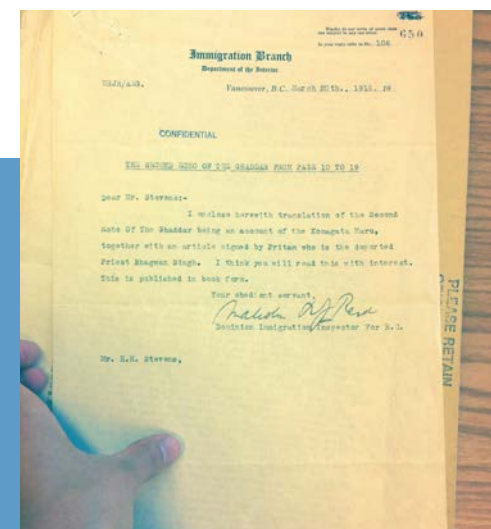 650
In your reply refer to No. 106
Immigration Branch
Department of the Interior
Vancouver, B.C. March 20th., 191
CONFIDENTIAL
THE SECOND ECHO OF THE GHADDAR FROM PAGE 10 TO 19
Dear Mr. Stevens:-
I enclose herewith translation of the Second
Echo Of The Ghaddar being an account of the Komagata Maru,
together with an article signed by Pritam who is the deported
Priest Bhagwan Singh. I think you will read this with interest.
This is published in book form.
Your obedient servant,
Malcolm R J Reid
Dominion Immigration Inspector For B.C.
Mr. H.H. Stevens,
PLEASE RETAIN